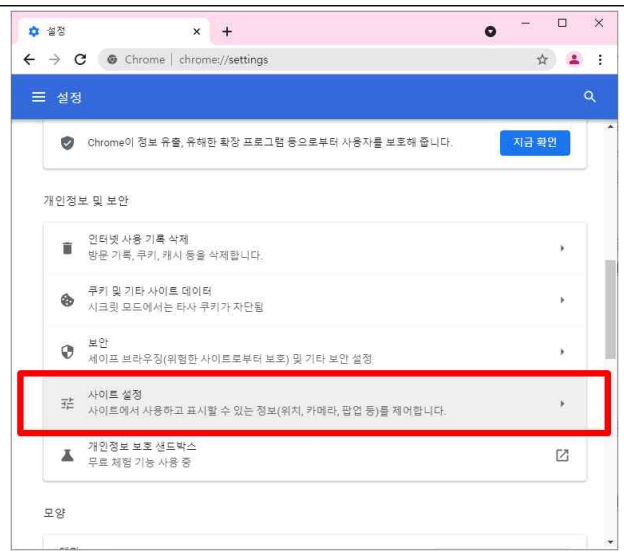 설정
Chrome | chrome://settings
설정
Chrome이 정보 유출, 유해한 확장 프로그램 등으로부터 사용자를 보호해 줍니다.
지금 확인
개인정보 및 보안
인터넷 사용 기록 삭제
방문 기록, 쿠키, 캐시 등을 삭제합니다.
쿠키 및 기타 사이트 데이터
시크릿 모드에서는 타사 쿠키가 차단됨
보안
세이프 브라우징(위험한 사이트로부터 보호) 및 기타 보안 설정
사이트 설정
사이트에서 사용하고 표시할 수 있는 정보(위치, 카메라, 팝업 등)를 제어합니다.
개인정보 보호 샌드박스
무료 체험 기능 사용 중
모양